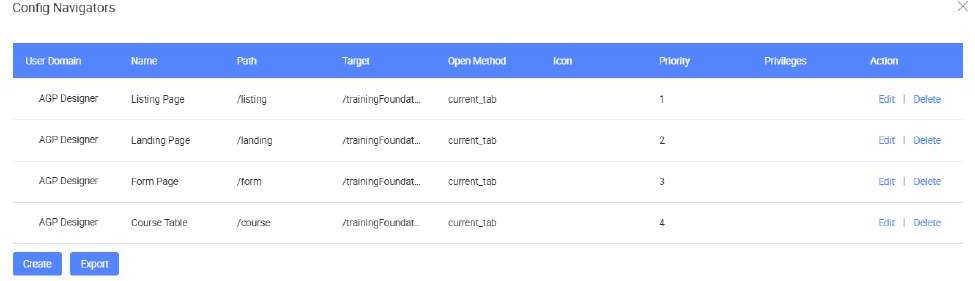 Config Navigators
User Domain Name Path Target Open Method Icon Priority Privileges Action
AGP Designer Listing Page /listing /trainingFoundat... current_tab 1 Edit | Delete
AGP Designer Landing Page /landing /trainingFoundat... current_tab 2 Edit | Delete
AGP Designer Form Page /form /trainingFoundat... current_tab 3 Edit | Delete
AGP Designer Course Table /course /trainingFoundat... current_tab 4 Edit | Delete
Create Export